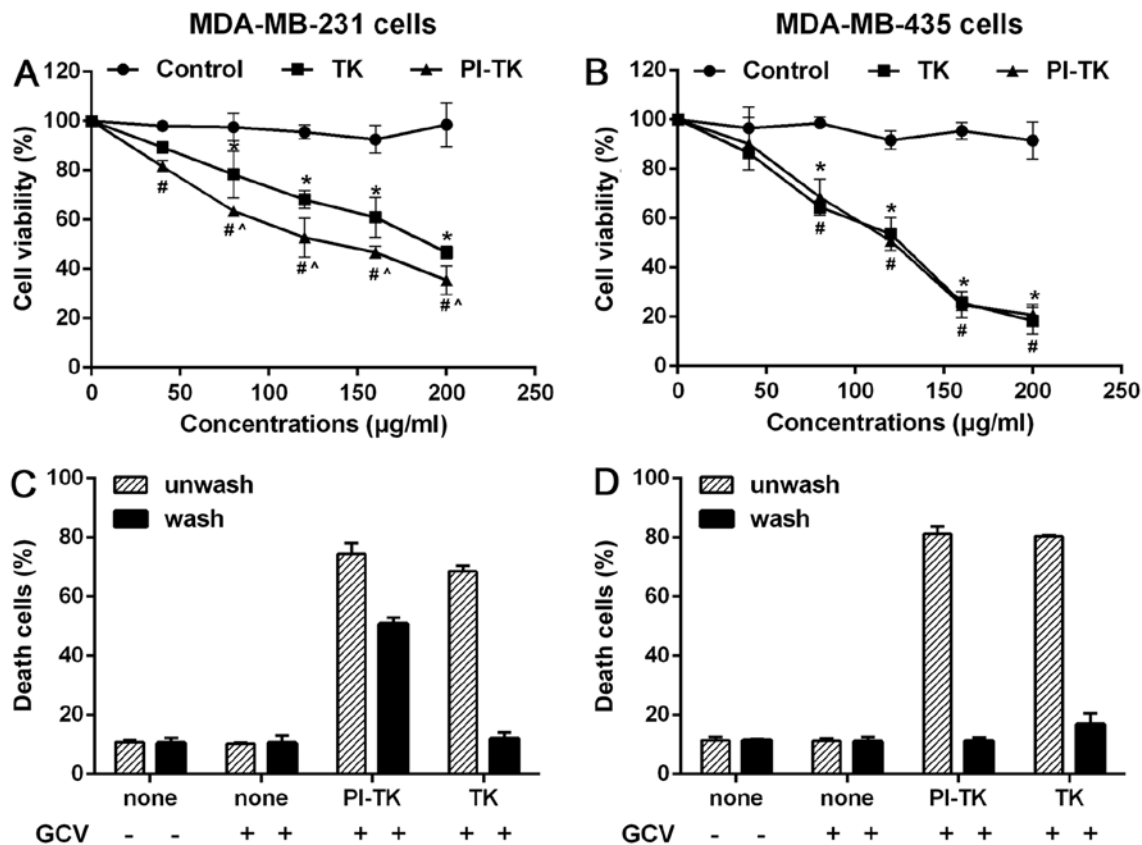 MDA-MB-231 cells
MDA-MB-435 cells
A
Control TK PI-TK
Cell viability (%)
120
100
80
60
40
20
0
* * * *
# # ^ # ^ # ^ # ^
0 50 100 150 200 250
Concentrations (µg/ml)
B
Control TK PI-TK
Cell viability (%)
120
100
80
60
40
20
0
* * * *
# # # #
0 50 100 150 200 250
Concentrations (µg/ml)
C
unwash
wash
Death cells (%)
100
80
60
40
20
0
none none PI-TK TK
GCV - - + + + + + +
D
unwash
wash
Death cells (%)
100
80
60
40
20
0
none none PI-TK TK
GCV - - + + + + + +